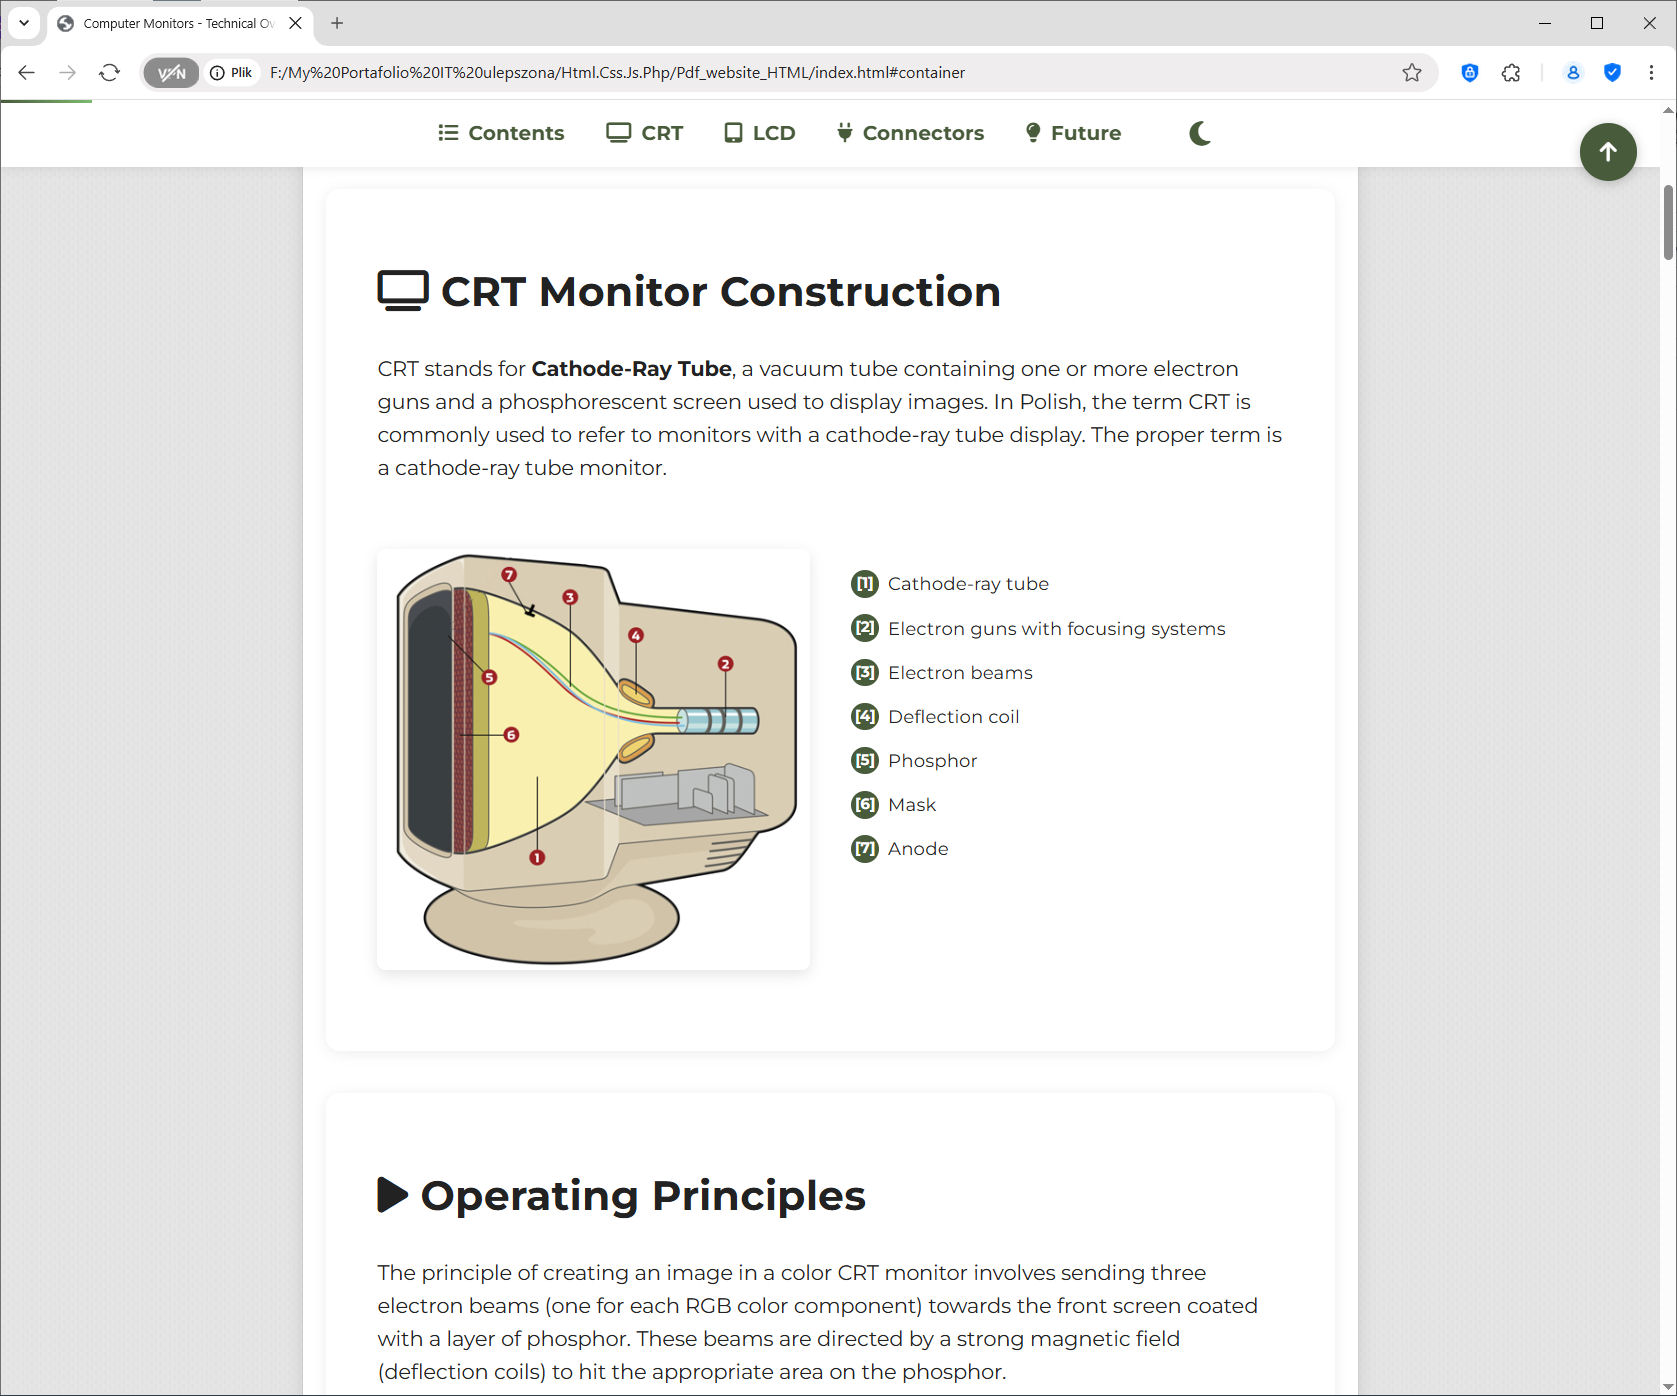 Computer Monitors - Technical Ov
VPN
Plik
F:/My%20Portafolio%20IT%20ulepszona/Html.Css.Js.Php/Pdf_website_HTML/index.html#container
Contents
CRT
LCD
Connectors
Future
CRT Monitor Construction
CRT stands for Cathode-Ray Tube, a vacuum tube containing one or more electron
guns and a phosphorescent screen used to display images. In Polish, the term CRT is
commonly used to refer to monitors with a cathode-ray tube display. The proper term is
a cathode-ray tube monitor.
7
3
4
2
5
6
1
[1] Cathode-ray tube
[2] Electron guns with focusing systems
[3] Electron beams
[4] Deflection coil
[5] Phosphor
[6] Mask
[7] Anode
Operating Principles
The principle of creating an image in a color CRT monitor involves sending three
electron beams (one for each RGB color component) towards the front screen coated
with a layer of phosphor. These beams are directed by a strong magnetic field
(deflection coils) to hit the appropriate area on the phosphor.